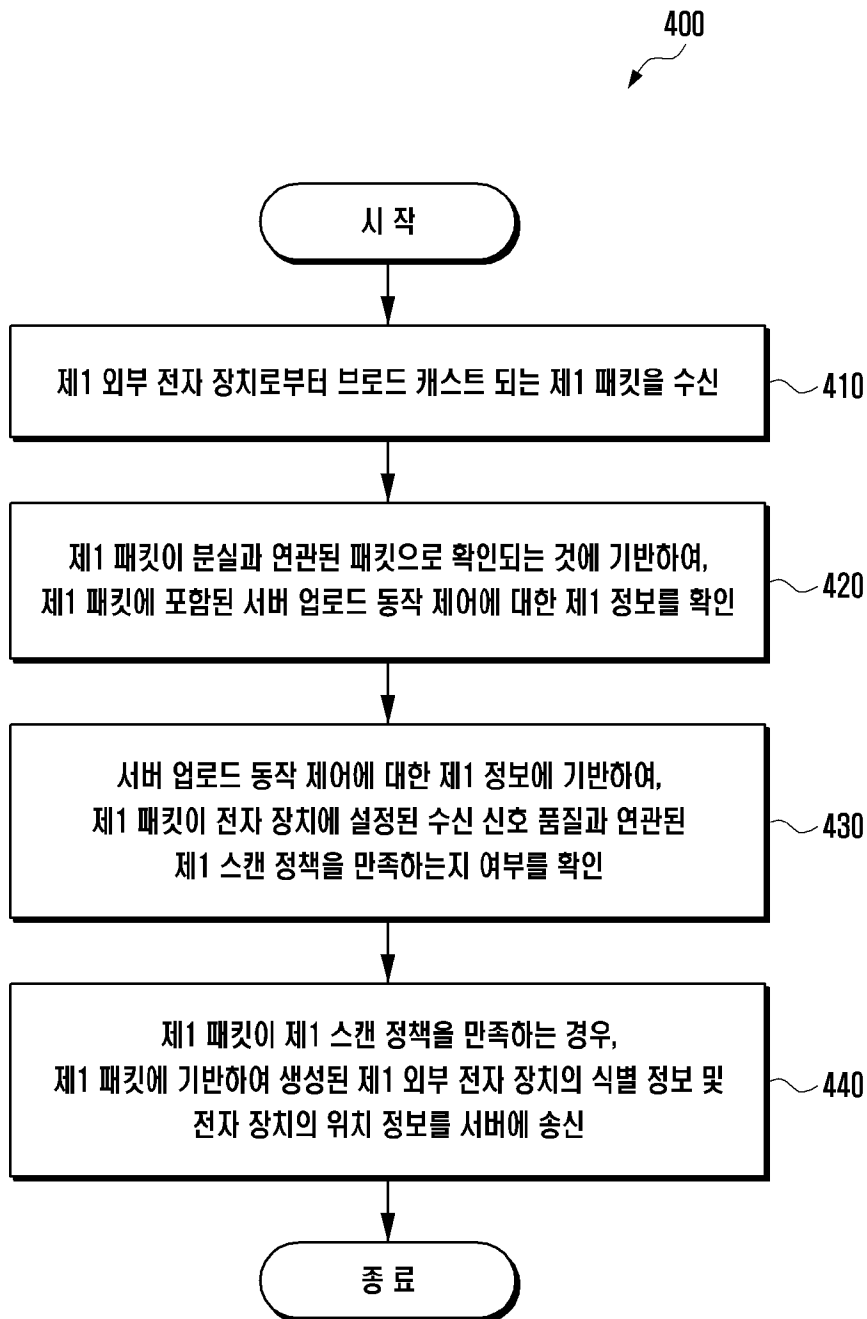 400
시 작
제1 외부 전자 장치로부터 브로드 캐스트 되는 제1 패킷을 수신
410
제1 패킷이 분실과 연관된 패킷으로 확인되는 것에 기반하여,
제1 패킷에 포함된 서버 업로드 동작 제어에 대한 제1 정보를 확인
420
서버 업로드 동작 제어에 대한 제1 정보에 기반하여,
제1 패킷이 전자 장치에 설정된 수신 신호 품질과 연관된
제1 스캔 정책을 만족하는지 여부를 확인
430
제1 패킷이 제1 스캔 정책을 만족하는 경우,
제1 패킷에 기반하여 생성된 제1 외부 전자 장치의 식별 정보 및
전자 장치의 위치 정보를 서버에 송신
440
종 료